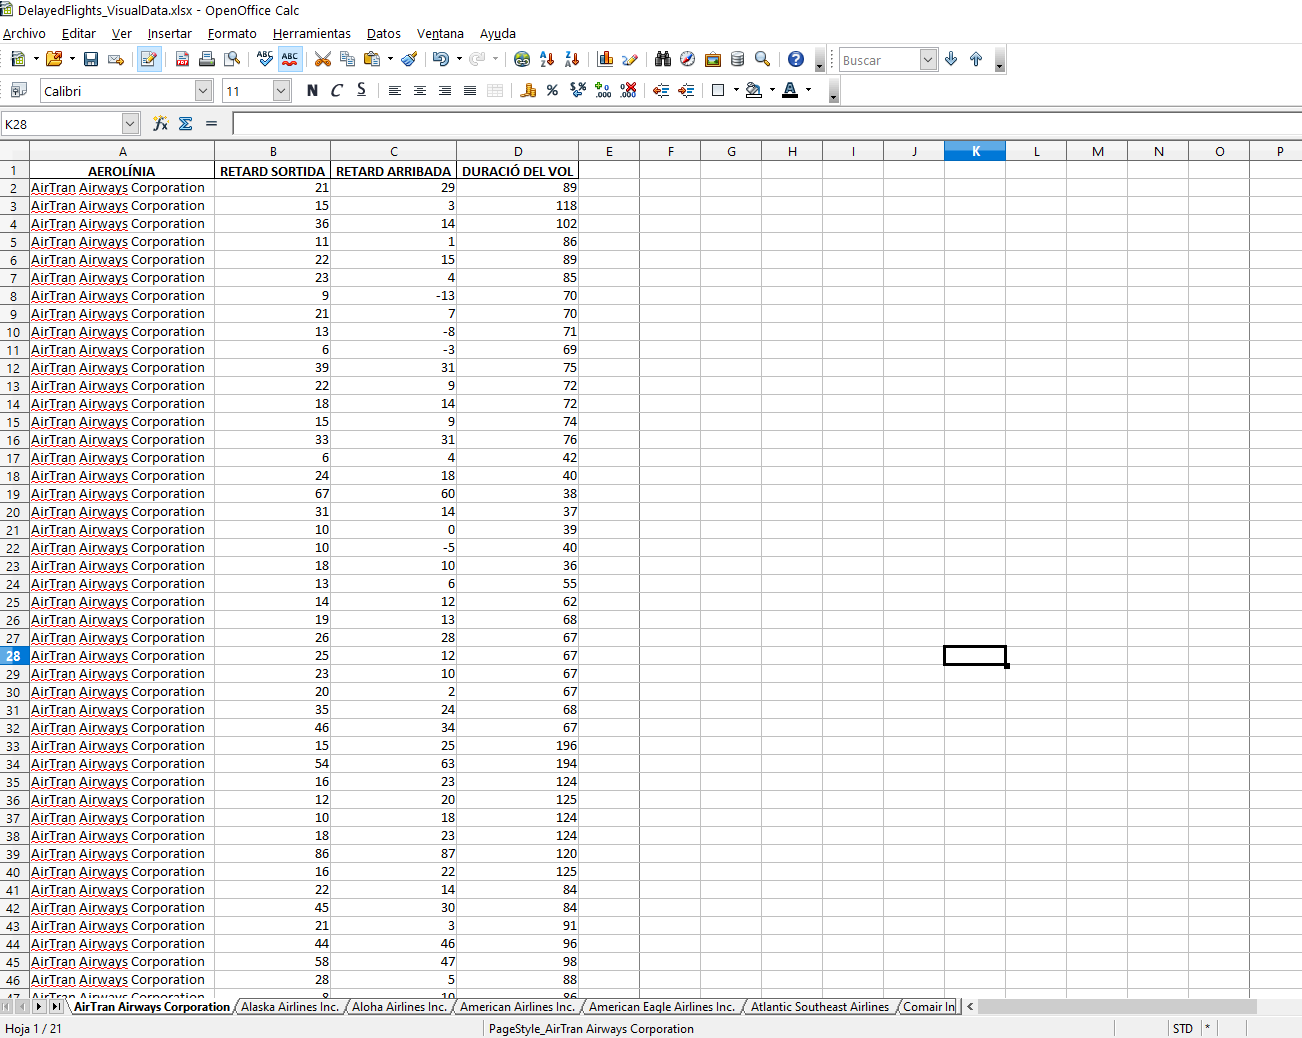 DelayedFlights_VisualData.xlsx - OpenOffice Calc
Archivo Editar Ver Insertar Formato Herramientas Datos Ventana Ayuda
Buscar
Calibri 11 N C S
K28
A B C D E F G H I J K L M N O P
1 AEROLÍNIA RETARD SORTIDA RETARD ARRIBADA DURACIÓ DEL VOL
2 AirTran Airways Corporation 21 29 89
3 AirTran Airways Corporation 15 3 118
4 AirTran Airways Corporation 36 14 102
5 AirTran Airways Corporation 11 1 86
6 AirTran Airways Corporation 22 15 89
7 AirTran Airways Corporation 23 4 85
8 AirTran Airways Corporation 9 -13 70
9 AirTran Airways Corporation 21 7 70
10 AirTran Airways Corporation 13 -8 71
11 AirTran Airways Corporation 6 -3 69
12 AirTran Airways Corporation 39 31 75
13 AirTran Airways Corporation 22 9 72
14 AirTran Airways Corporation 18 14 72
15 AirTran Airways Corporation 15 9 74
16 AirTran Airways Corporation 33 31 76
17 AirTran Airways Corporation 6 4 42
18 AirTran Airways Corporation 24 18 40
19 AirTran Airways Corporation 67 60 38
20 AirTran Airways Corporation 31 14 37
21 AirTran Airways Corporation 10 0 39
22 AirTran Airways Corporation 10 -5 40
23 AirTran Airways Corporation 18 10 36
24 AirTran Airways Corporation 13 6 55
25 AirTran Airways Corporation 14 12 62
26 AirTran Airways Corporation 19 13 68
27 AirTran Airways Corporation 26 28 67
28 AirTran Airways Corporation 25 12 67
29 AirTran Airways Corporation 23 10 67
30 AirTran Airways Corporation 20 2 67
31 AirTran Airways Corporation 35 24 68
32 AirTran Airways Corporation 46 34 67
33 AirTran Airways Corporation 15 25 196
34 AirTran Airways Corporation 54 63 194
35 AirTran Airways Corporation 16 23 124
36 AirTran Airways Corporation 12 20 125
37 AirTran Airways Corporation 10 18 124
38 AirTran Airways Corporation 18 23 124
39 AirTran Airways Corporation 86 87 120
40 AirTran Airways Corporation 16 22 125
41 AirTran Airways Corporation 22 14 84
42 AirTran Airways Corporation 45 30 84
43 AirTran Airways Corporation 21 3 91
44 AirTran Airways Corporation 44 46 96
45 AirTran Airways Corporation 58 47 98
46 AirTran Airways Corporation 28 5 88
47 AirTran Airways Corporation 8 10 86
AirTran Airways Corporation Alaska Airlines Inc. Aloha Airlines Inc. American Airlines Inc. American Eagle Airlines Inc. Atlantic Southeast Airlines Comair In
Hoja 1 / 21 PageStyle_AirTran Airways Corporation STD *